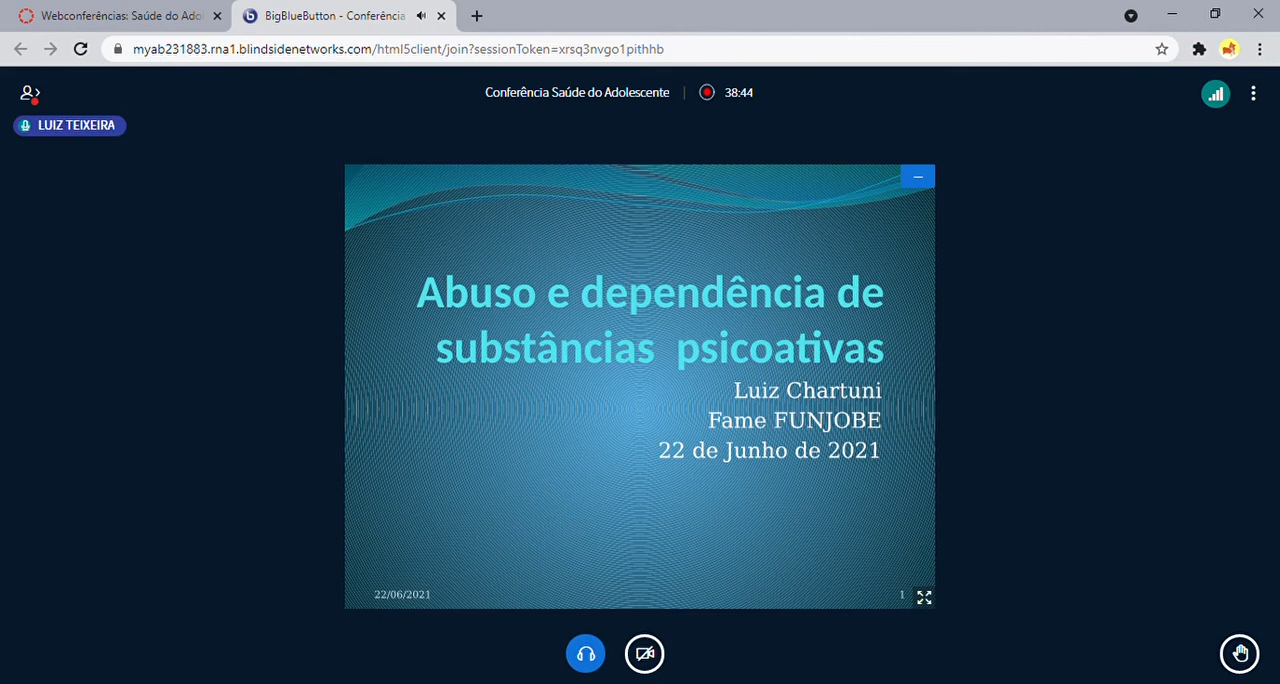 Webconferências: Saúde do Adol
BigBlueButton - Conferência
myab231883.rna1.blindsidenetworks.com/html5client/join?sessionToken=xrsq3nvgo1pithhb
Conferência Saúde do Adolescente | 38:44
LUIZ TEIXEIRA
Abuso e dependência de
substâncias psicoativas
Luiz Chartuni
Fame FUNJOBE
22 de Junho de 2021
22/06/2021
1